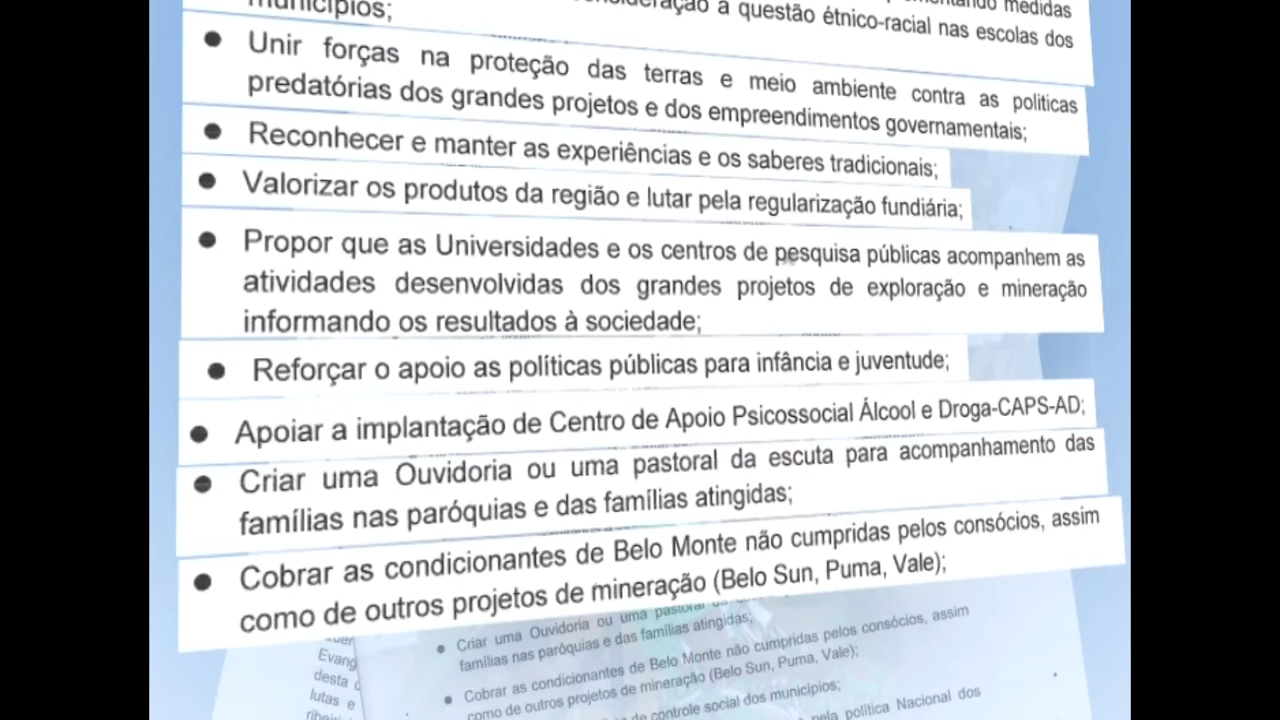 medidas
municípios; a questão étnico-racial nas escolas dos
● Unir forças na proteção das terras e meio ambiente contra as politicas
predatórias dos grandes projetos e dos empreendimentos governamentais;
● Reconhecer e manter as experiências e os saberes tradicionais;
● Valorizar os produtos da região e lutar pela regularização fundiária;
● Propor que as Universidades e os centros de pesquisa públicas acompanhem as
atividades desenvolvidas dos grandes projetos de exploração e mineração
informando os resultados à sociedade;
● Reforçar o apoio as políticas públicas para infância e juventude;
● Apoiar a implantação de Centro de Apoio Psicossocial Álcool e Droga-CAPS-AD;
● Criar uma Ouvidoria ou uma pastoral da escuta para acompanhamento das
famílias nas paróquias e das famílias atingidas;
● Cobrar as condicionantes de Belo Monte não cumpridas pelos consócios, assim
como de outros projetos de mineração (Belo Sun, Puma, Vale);
● Criar uma Ouvidoria ou uma pastoral
famílias nas paróquias e das famílias atingidas;
● Cobrar as condicionantes de Belo Monte não cumpridas pelos consócios, assim
como de outros projetos de mineração (Belo Sun, Puma, Vale);
de controle social dos municípios;
pela política Nacional dos
Evang
desta
lutas e